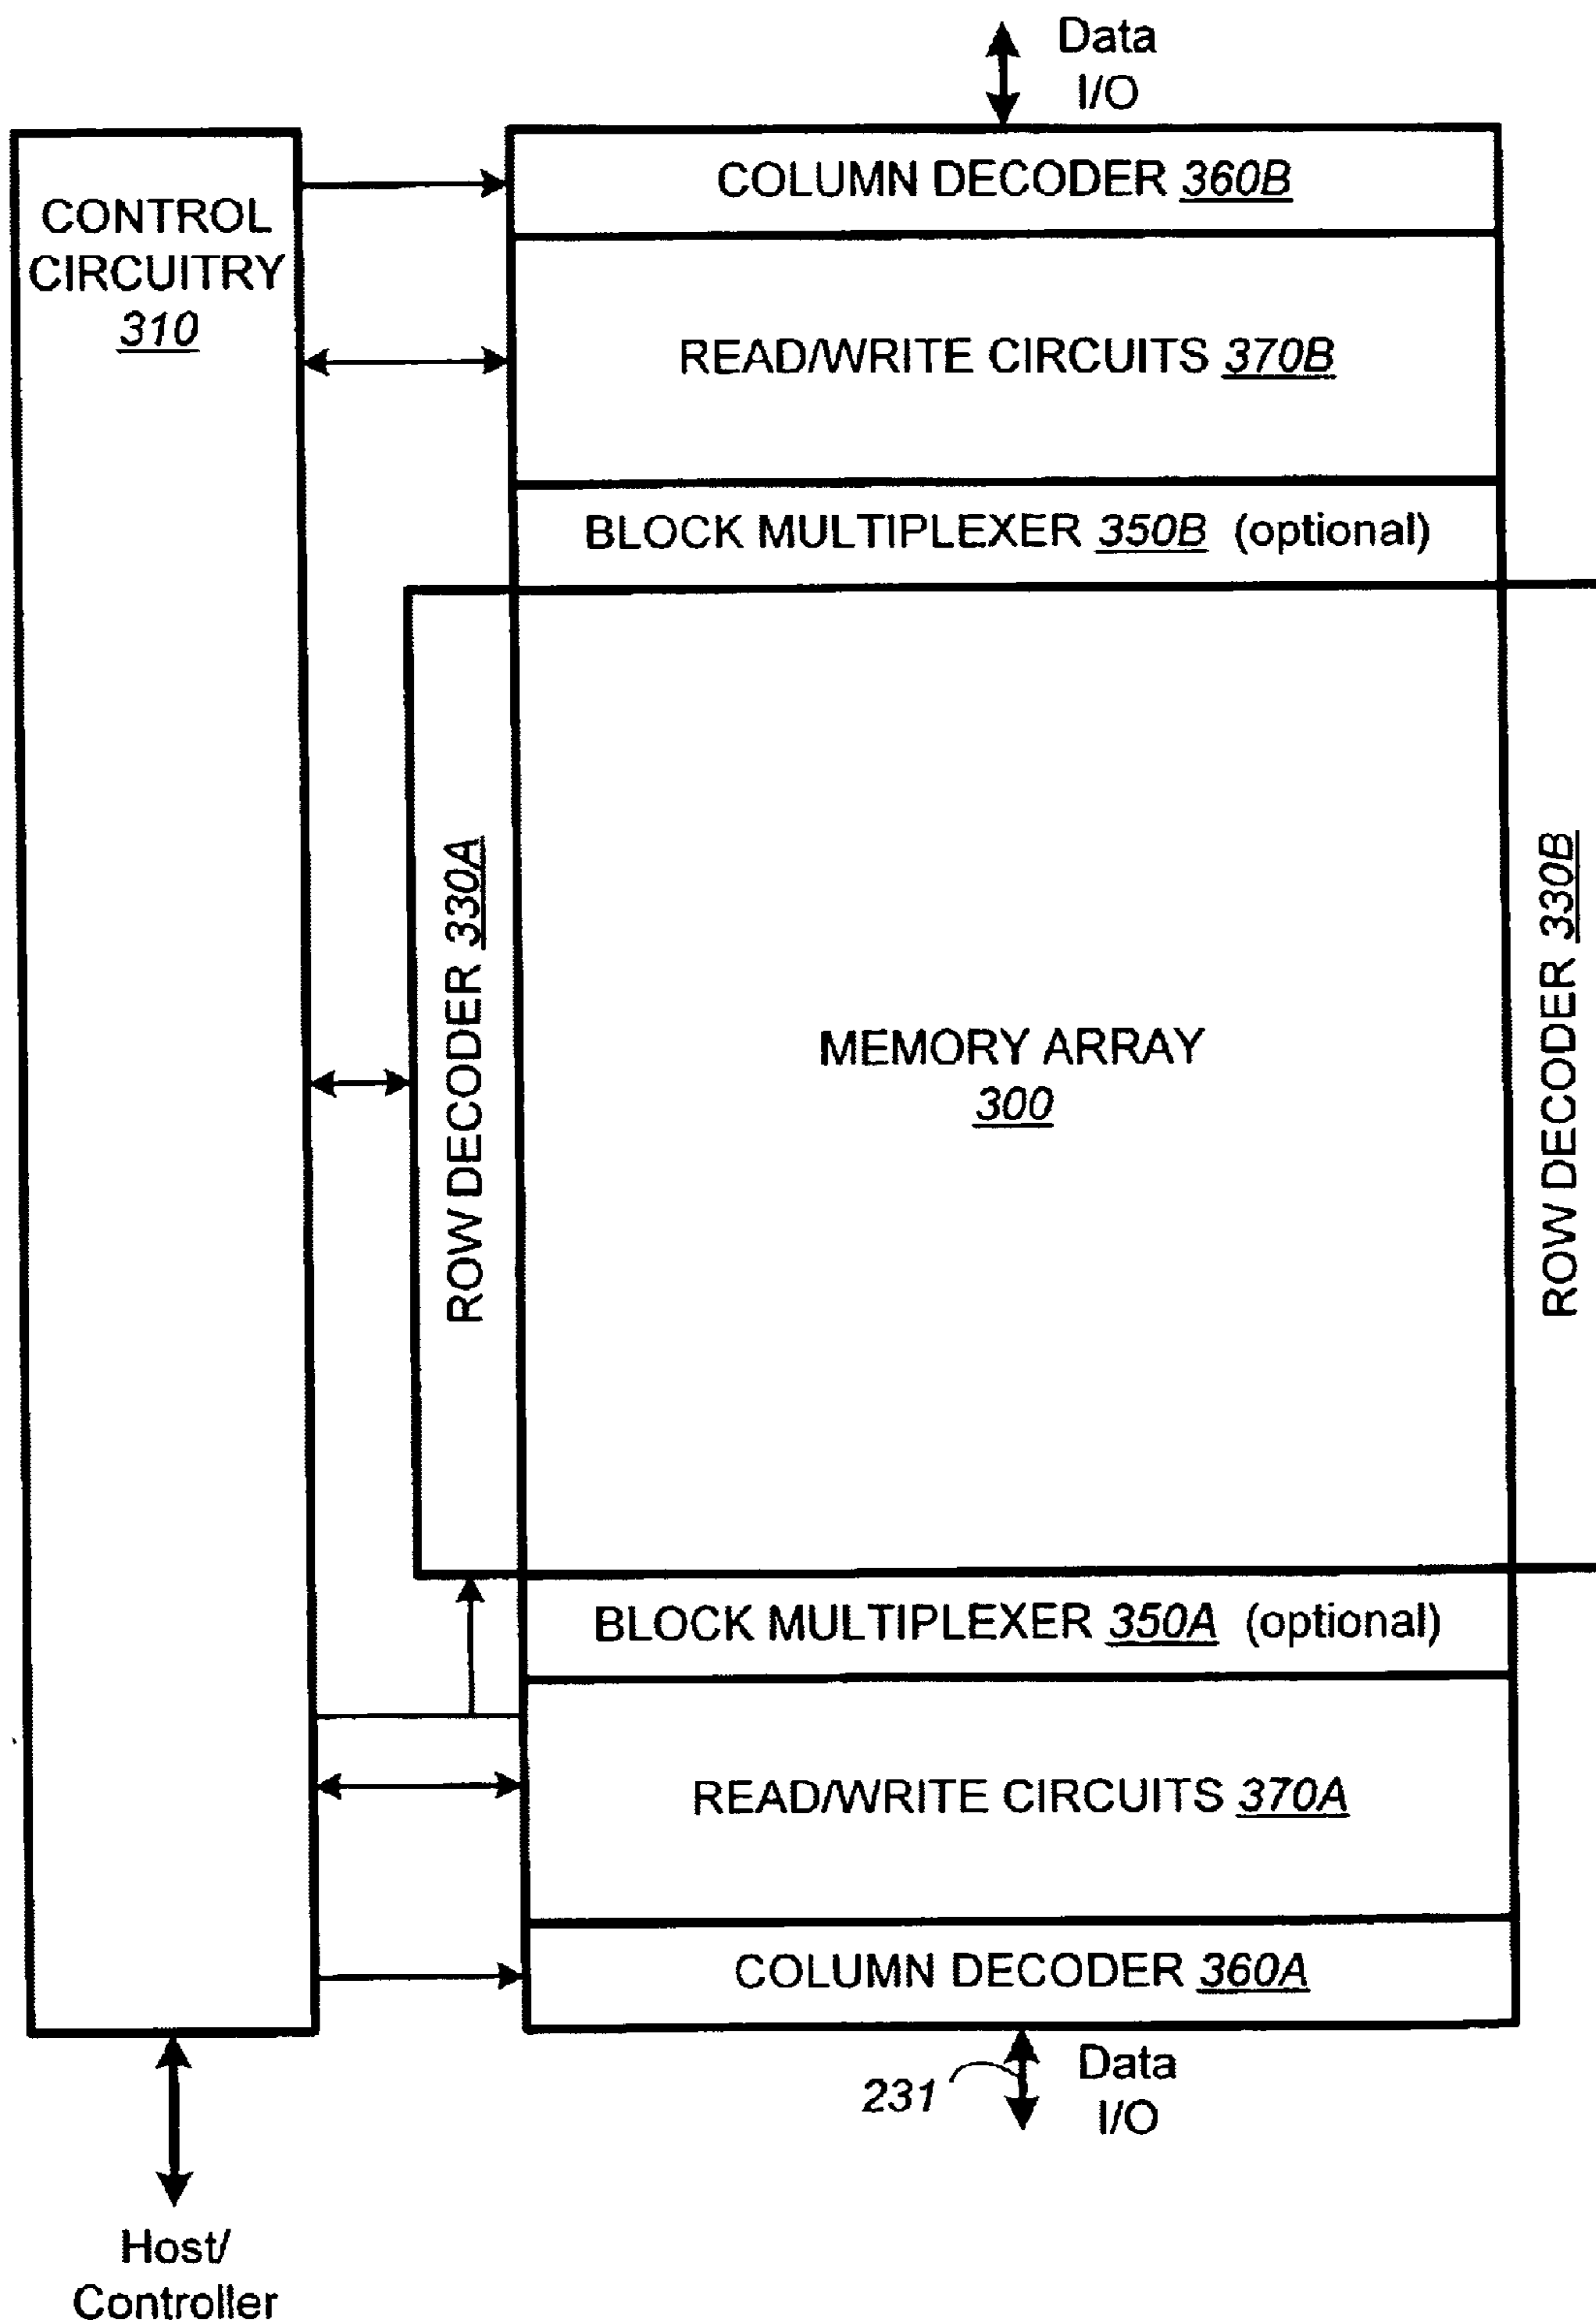 Data
I/O
COLUMN DECODER 360B
CONTROL
CIRCUITRY
310
READ/WRITE CIRCUITS 370B
BLOCK MULTIPLEXER 350B (optional)
ROW DECODER 330A
MEMORY ARRAY
300
ROW DECODER 330B
BLOCK MULTIPLEXER 350A (optional)
READ/WRITE CIRCUITS 370A
COLUMN DECODER 360A
231
Data
I/O
Host/
Controller